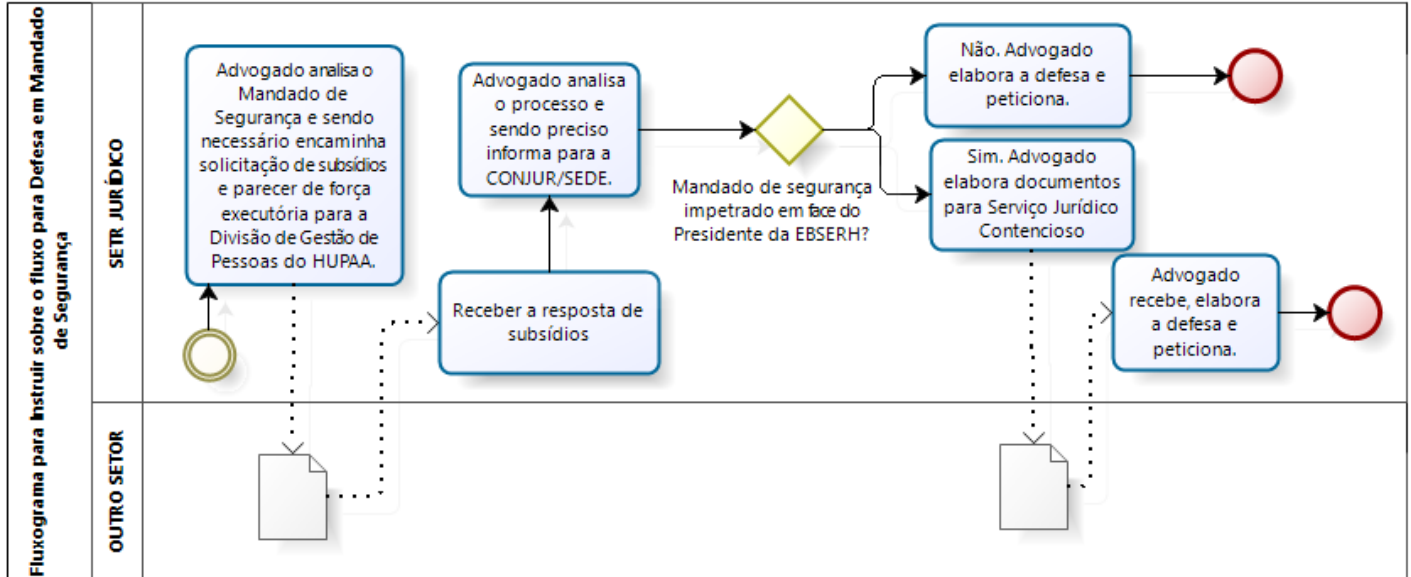 Fluxograma para Instruir sobre o fluxo para Defesa em Mandado
de Segurança
SETR JURÍDICO
Advogado analisa o
Mandado de
Segurança e sendo
necessário encaminha
solicitação de subsídios
e parecer de força
executória para a
Divisão de Gestão de
Pessoas do HUPAA.
Receber a resposta de
subsídios
Advogado analisa
o processo e
sendo preciso
informa para a
CONJUR/SEDE.
Mandado de segurança
impetrado em face do
Presidente da EBSERH?
Não. Advogado
elabora a defesa e
peticiona.
Sim. Advogado
elabora documentos
para Serviço Jurídico
Contencioso
Advogado
recebe, elabora
a defesa e
peticiona.
OUTRO SETOR